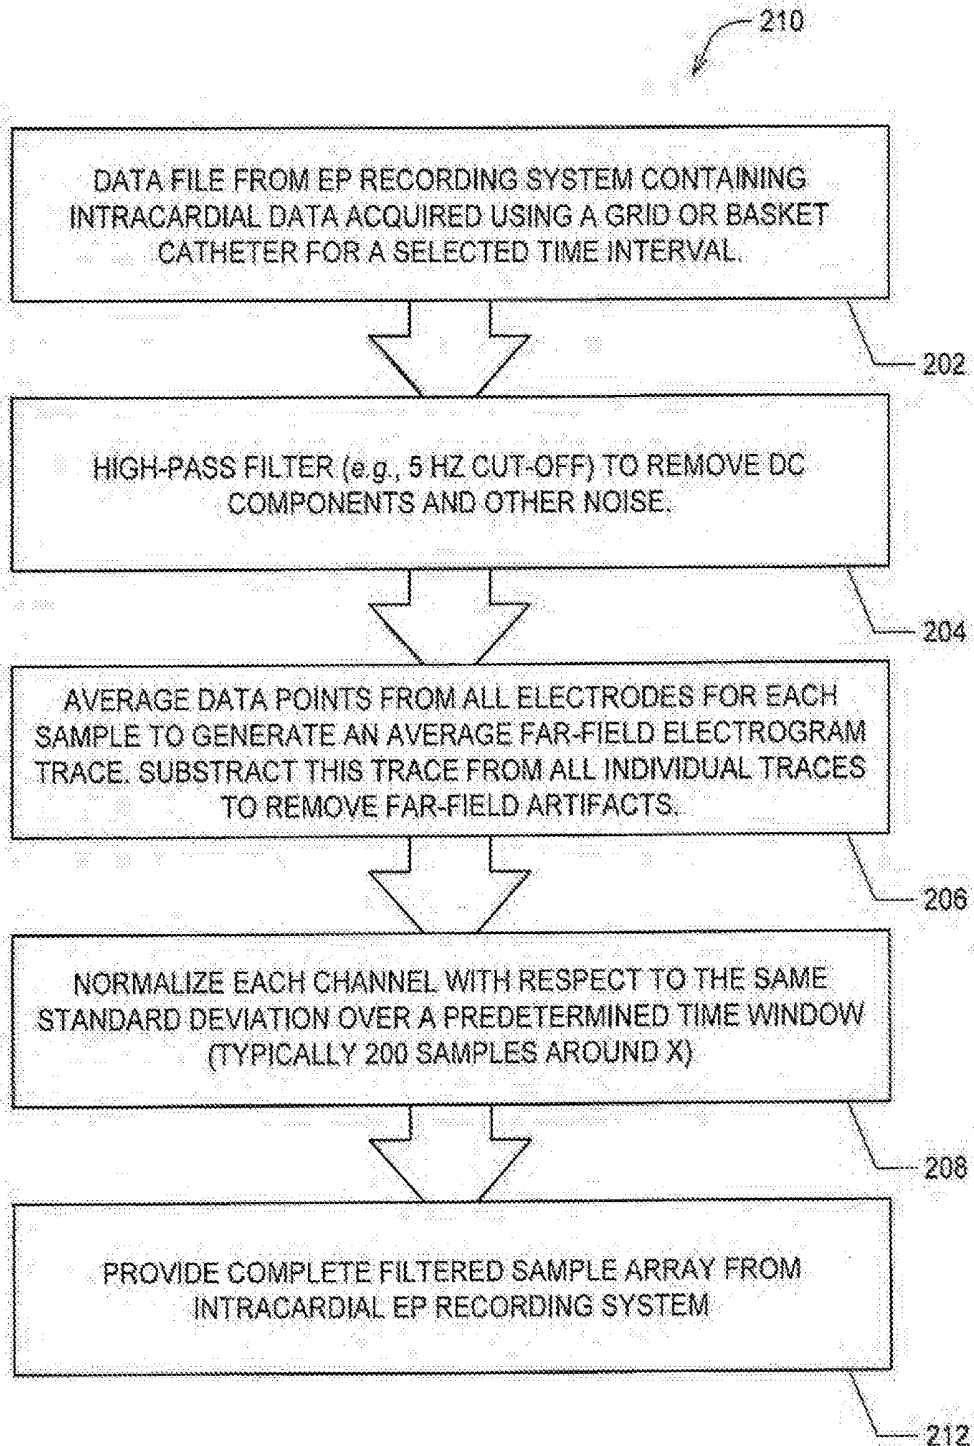 210
DATA FILE FROM EP RECORDING SYSTEM CONTAINING
INTRACARDIAL DATA ACQUIRED USING A GRID OR BASKET
CATHETER FOR A SELECTED TIME INTERVAL.
202
HIGH-PASS FILTER (e.g., 5 HZ CUT-OFF) TO REMOVE DC
COMPONENTS AND OTHER NOISE.
204
AVERAGE DATA POINTS FROM ALL ELECTRODES FOR EACH
SAMPLE TO GENERATE AN AVERAGE FAR-FIELD ELECTROGRAM
TRACE. SUBSTRACT THIS TRACE FROM ALL INDIVIDUAL TRACES
TO REMOVE FAR-FIELD ARTIFACTS.
206
NORMALIZE EACH CHANNEL WITH RESPECT TO THE SAME
STANDARD DEVIATION OVER A PREDETERMINED TIME WINDOW
(TYPICALLY 200 SAMPLES AROUND X)
208
PROVIDE COMPLETE FILTERED SAMPLE ARRAY FROM
INTRACARDIAL EP RECORDING SYSTEM
212